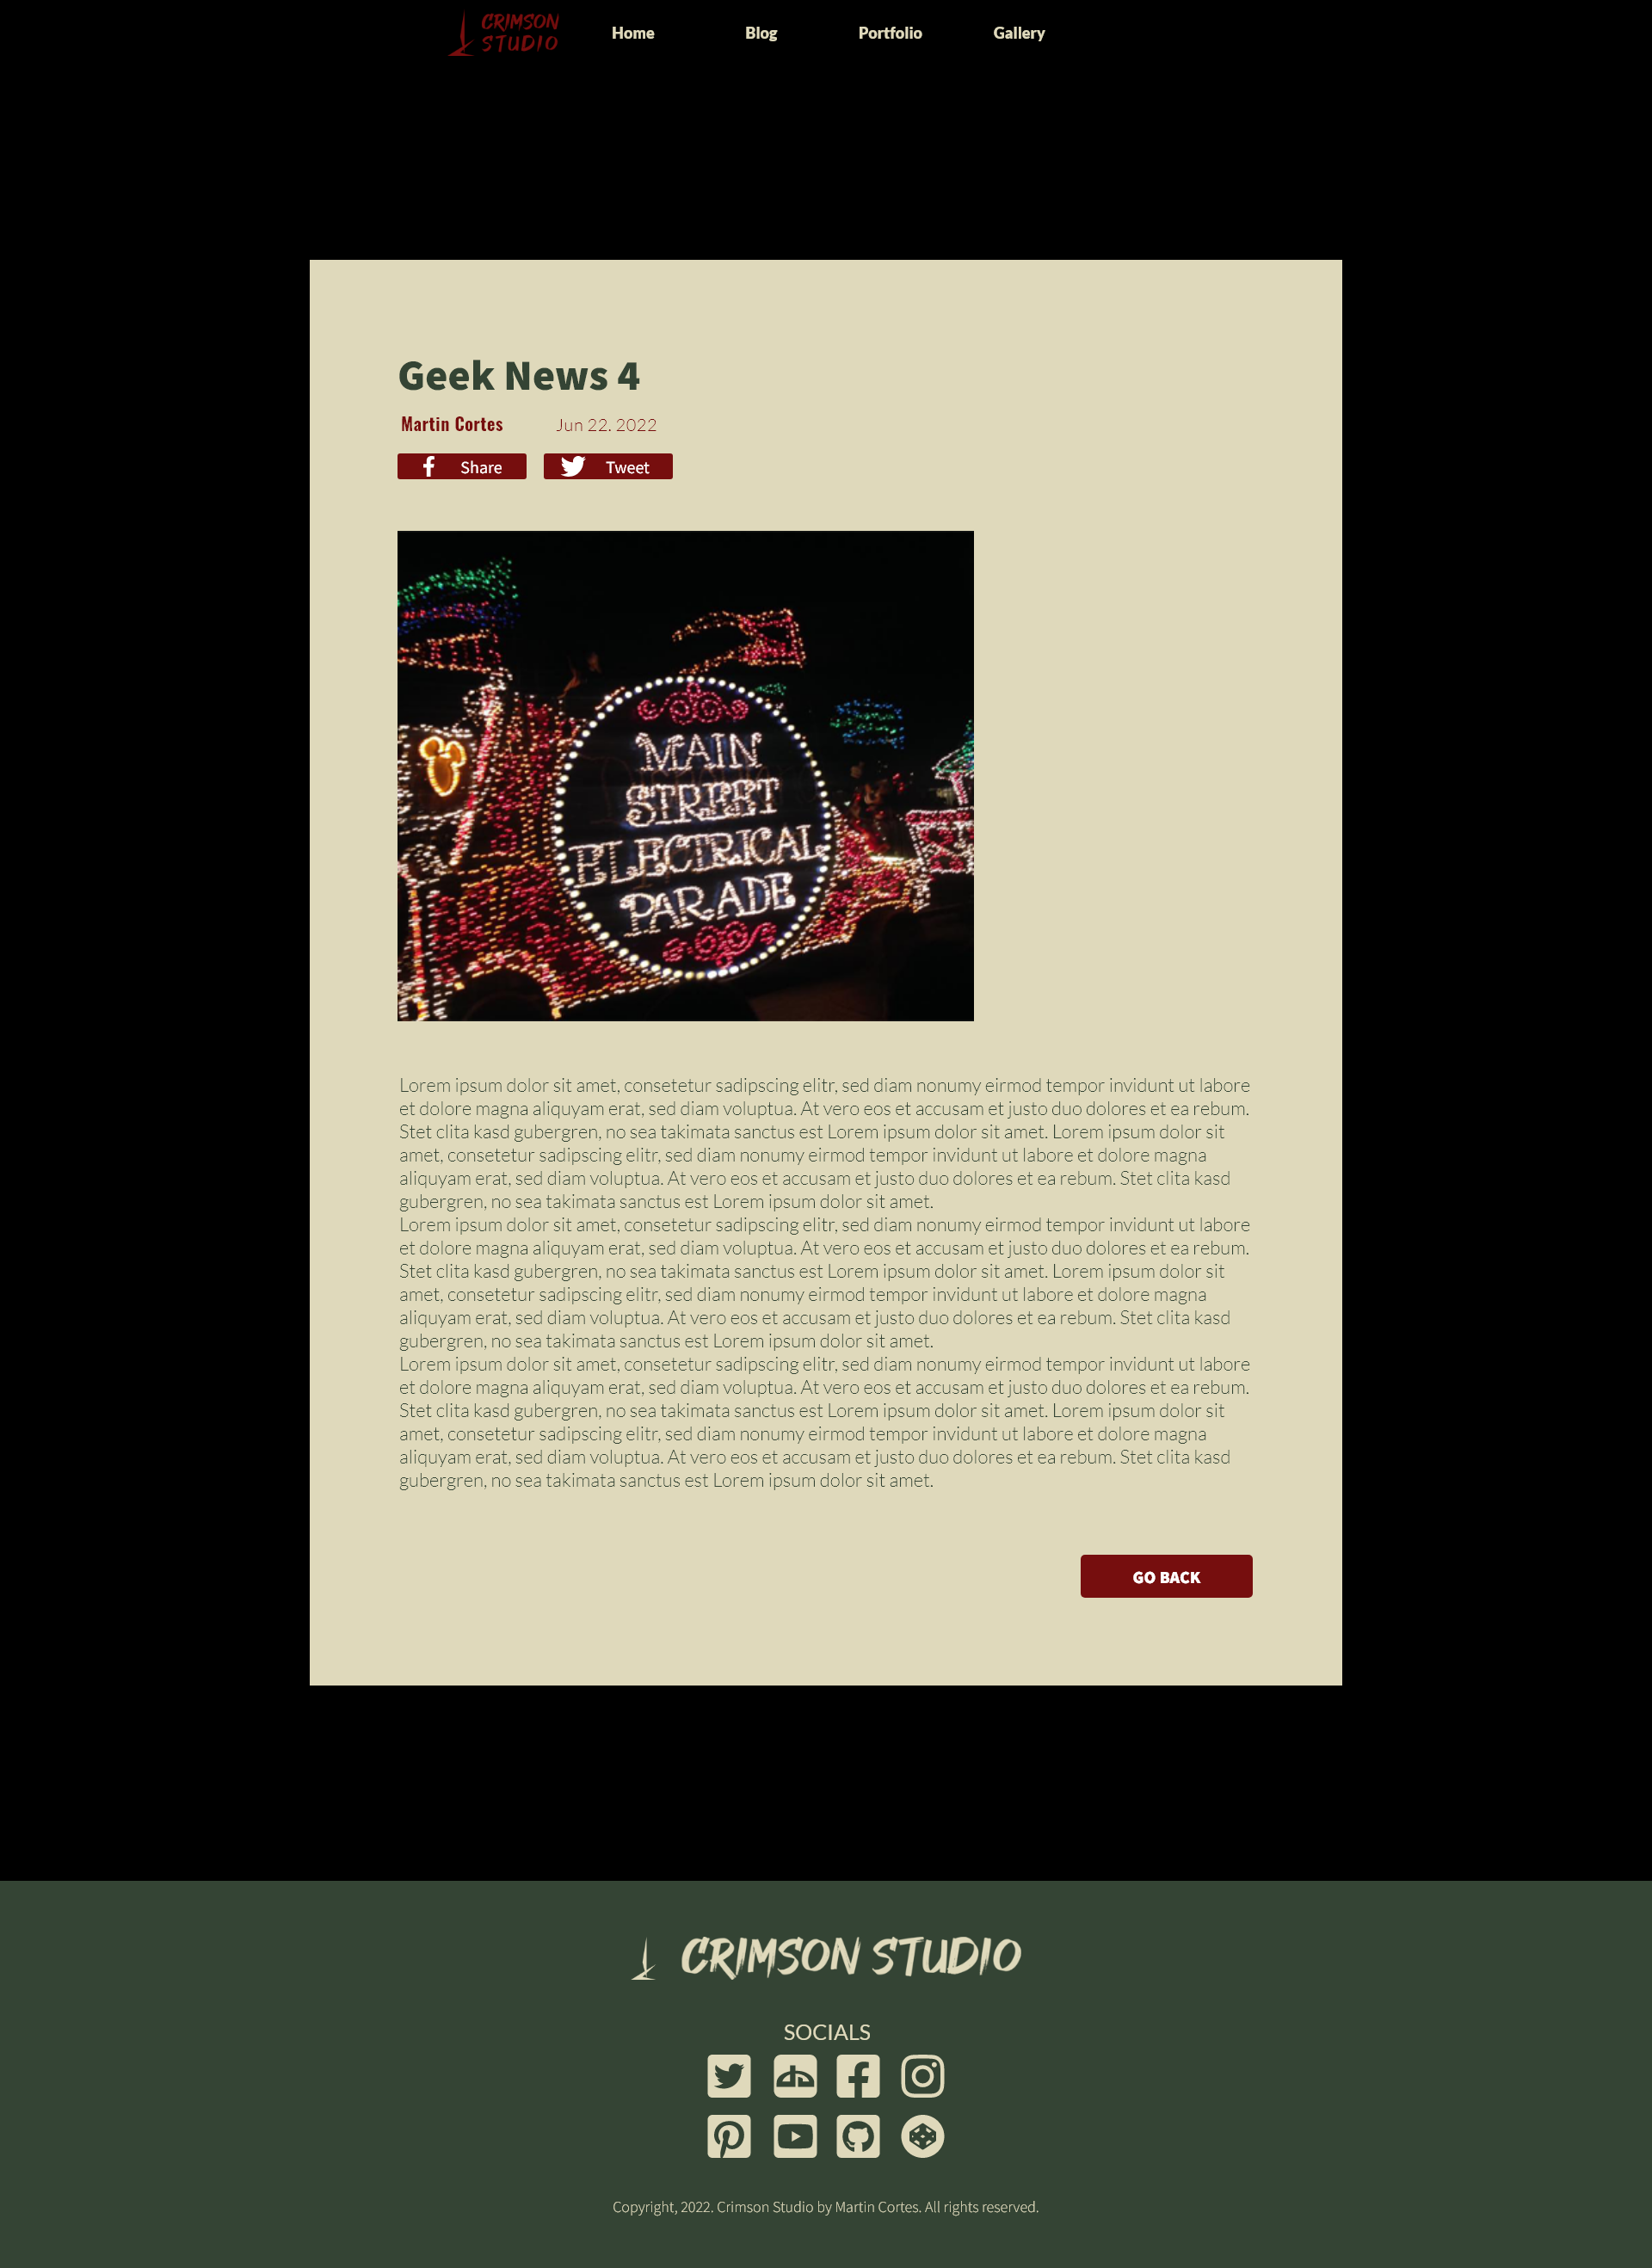 CRIMSON
STUDIO
Home
Blog
Portfolio
Gallery
Geek News 4
Martin Cortes
Jun 22. 2022
Share
Tweet
MAIN
STREET
ELECTRICAL
PARADE
Lorem ipsum dolor sit amet, consetetur sadipscing elitr, sed diam nonumy eirmod tempor invidunt ut labore
et dolore magna aliquyam erat, sed diam voluptua. At vero eos et accusam et justo duo dolores et ea rebum.
Stet clita kasd gubergren, no sea takimata sanctus est Lorem ipsum dolor sit amet. Lorem ipsum dolor sit
amet, consetetur sadipscing elitr, sed diam nonumy eirmod tempor invidunt ut labore et dolore magna
aliquyam erat, sed diam voluptua. At vero eos et accusam et justo duo dolores et ea rebum. Stet clita kasd
gubergren, no sea takimata sanctus est Lorem ipsum dolor sit amet.
Lorem ipsum dolor sit amet, consetetur sadipscing elitr, sed diam nonumy eirmod tempor invidunt ut labore
et dolore magna aliquyam erat, sed diam voluptua. At vero eos et accusam et justo duo dolores et ea rebum.
Stet clita kasd gubergren, no sea takimata sanctus est Lorem ipsum dolor sit amet. Lorem ipsum dolor sit
amet, consetetur sadipscing elitr, sed diam nonumy eirmod tempor invidunt ut labore et dolore magna
aliquyam erat, sed diam voluptua. At vero eos et accusam et justo duo dolores et ea rebum. Stet clita kasd
gubergren, no sea takimata sanctus est Lorem ipsum dolor sit amet.
Lorem ipsum dolor sit amet, consetetur sadipscing elitr, sed diam nonumy eirmod tempor invidunt ut labore
et dolore magna aliquyam erat, sed diam voluptua. At vero eos et accusam et justo duo dolores et ea rebum.
Stet clita kasd gubergren, no sea takimata sanctus est Lorem ipsum dolor sit amet. Lorem ipsum dolor sit
amet, consetetur sadipscing elitr, sed diam nonumy eirmod tempor invidunt ut labore et dolore magna
aliquyam erat, sed diam voluptua. At vero eos et accusam et justo duo dolores et ea rebum. Stet clita kasd
gubergren, no sea takimata sanctus est Lorem ipsum dolor sit amet.
GO BACK
CRIMSON STUDIO
SOCIALS
Copyright, 2022. Crimson Studio by Martin Cortes. All rights reserved.